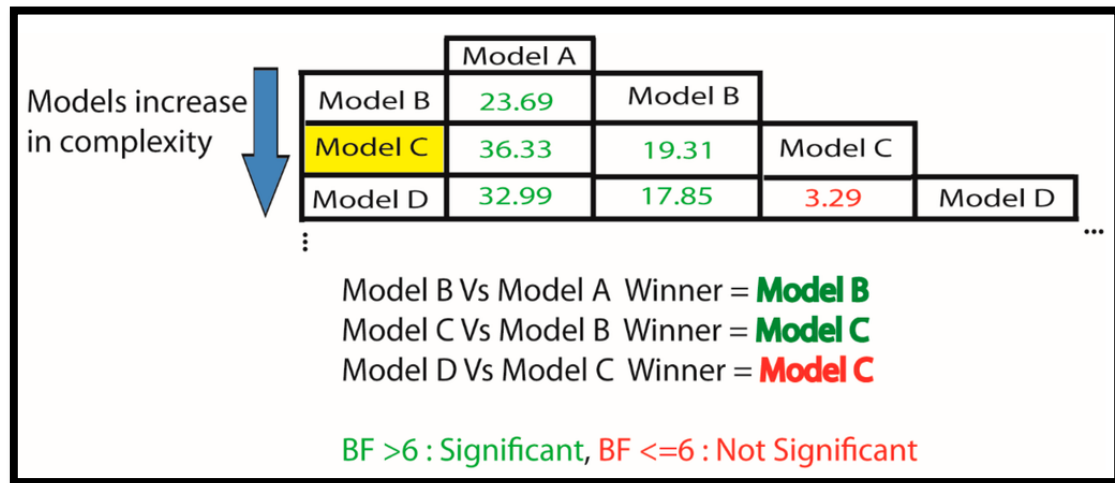 Model A
Models increase
in complexity
Model B 23.69 Model B
Model C 36.33 19.31 Model C
Model D 32.99 17.85 3.29 Model D
⋮ ...
Model B Vs Model A Winner = Model B
Model C Vs Model B Winner = Model C
Model D Vs Model C Winner = Model C
BF >6 : Significant, BF <=6 : Not Significant